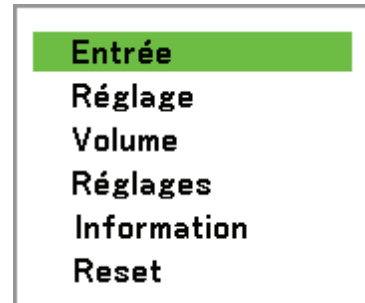 Entrée
Réglage
Volume
Réglages
Information
Reset